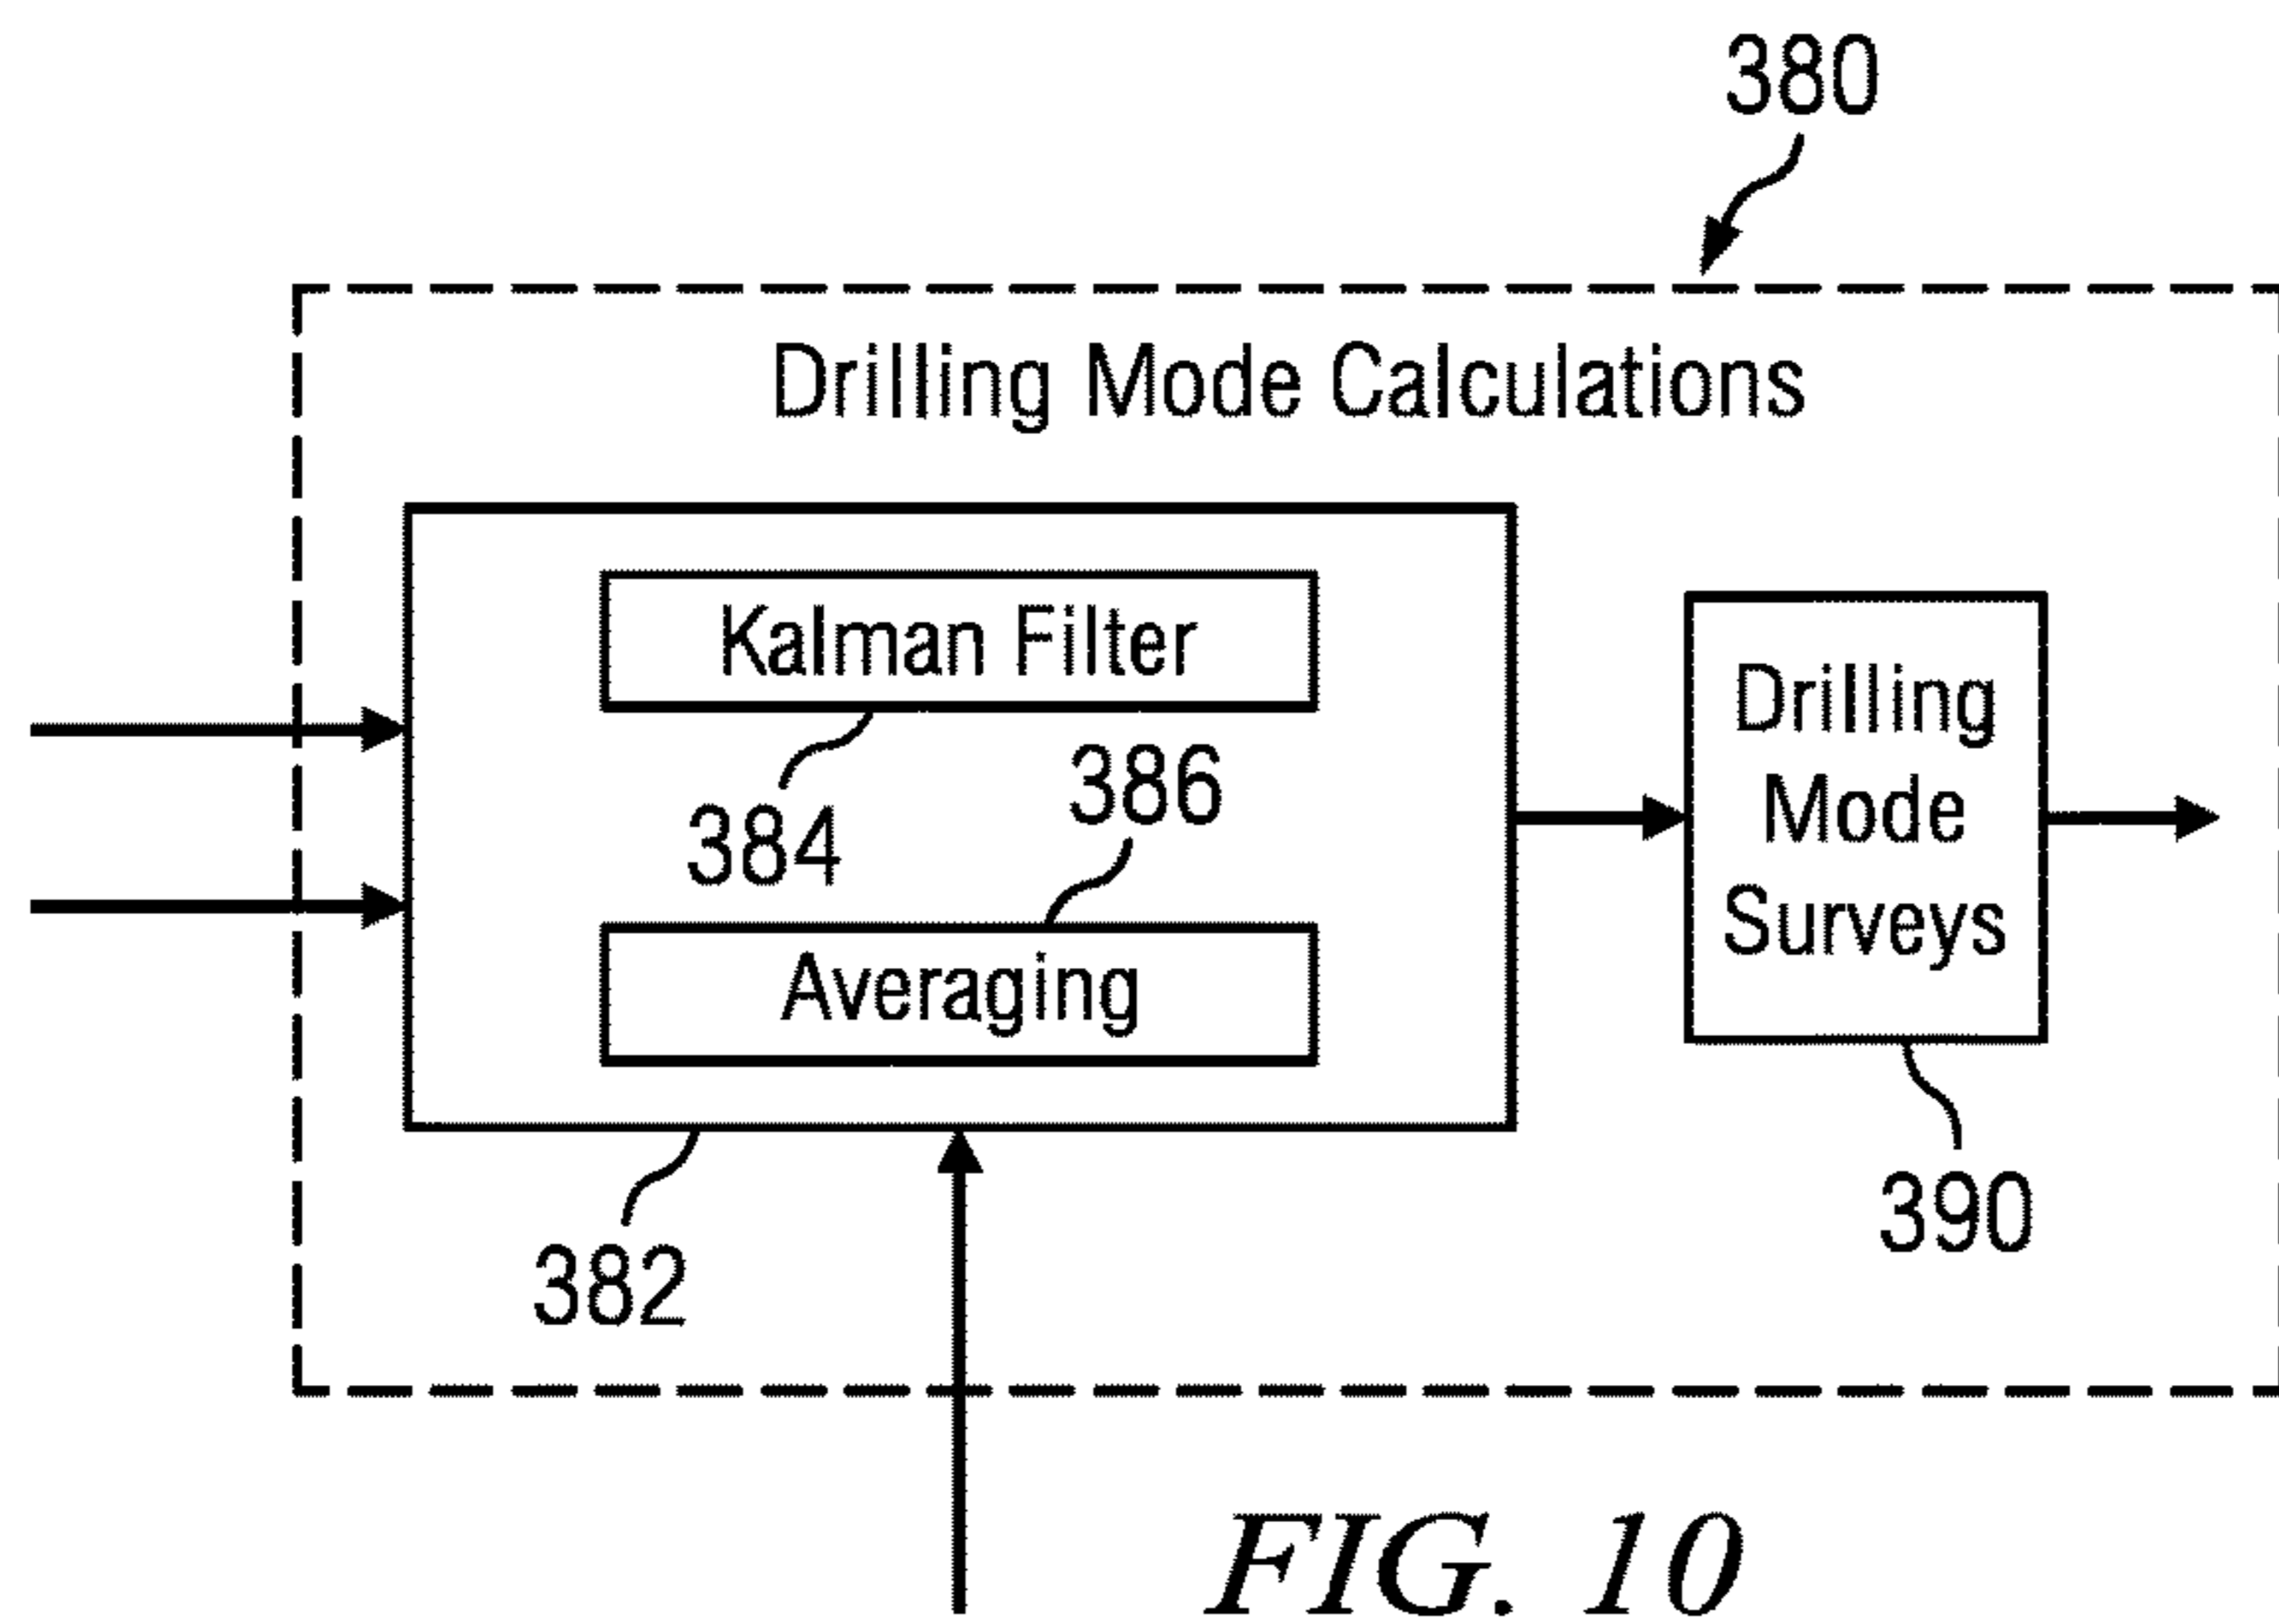 380
Drilling Mode Calculations
Kalman Filter
384
386
Averaging
382
Drilling
Mode
Surveys
390
FIG. 10